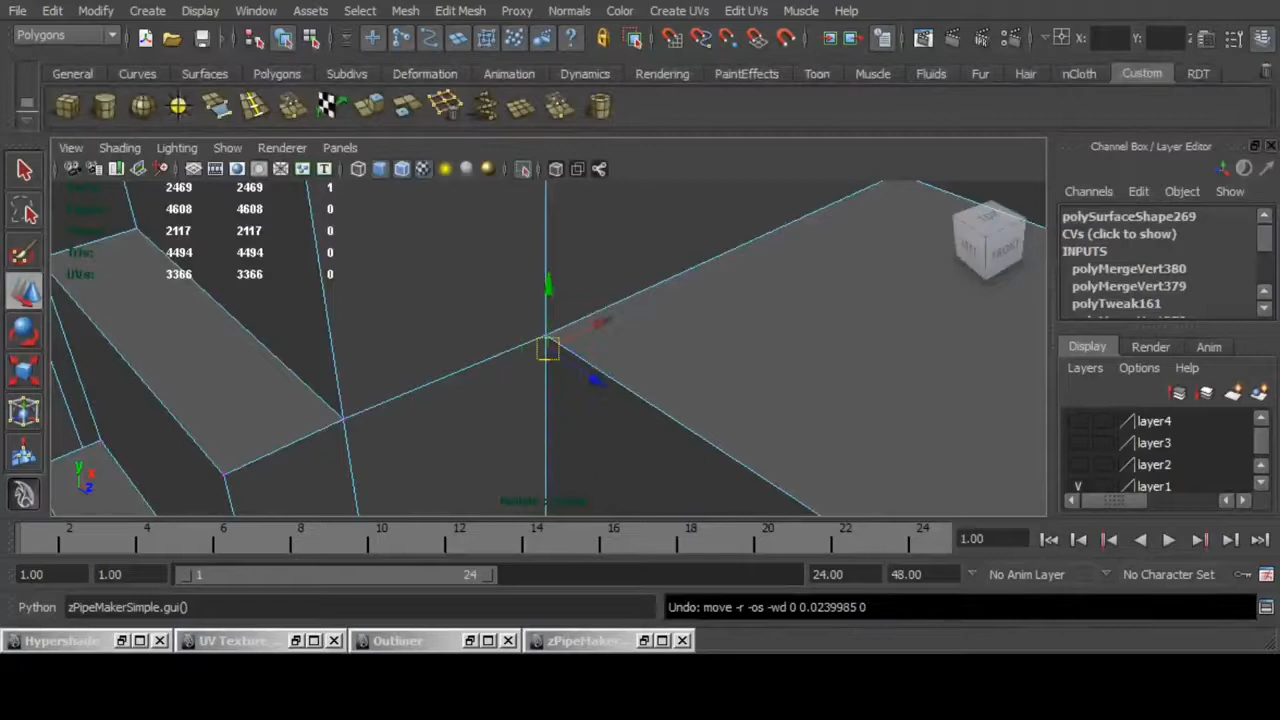 File Edit Modify Create Display Window Assets Select Mesh Edit Mesh Proxy Normals Color Create UVs Edit UVs Muscle Help
Polygons X: Y:
General Curves Surfaces Polygons Subdivs Deformation Animation Dynamics Rendering PaintEffects Toon Muscle Fluids Fur Hair nCloth Custom RDT
View Shading Lighting Show Renderer Panels
2469 2469 1
4608 4608 0
2117 2117 0
Tris: 4494 4494 0
UVs: 3366 3366 0
FRONT
y
x
z
Channel Box / Layer Editor
Channels Edit Object Show
polySurfaceShape269
CVs (click to show)
INPUTS
polyMergeVert380
polyMergeVert379
polyTweak161
Display Render Anim
Layers Options Help
layer4
layer3
layer2
V layer1
2 4 6 8 10 12 14 16 18 20 22 24 1.00
1.00 1.00 1 24 24.00 48.00 No Anim Layer No Character Set
Python zPipeMakerSimple.gui() Undo: move -r -os -wd 0 0.0239985 0
Hypershade UV Texture ... Outliner zPipeMaker...